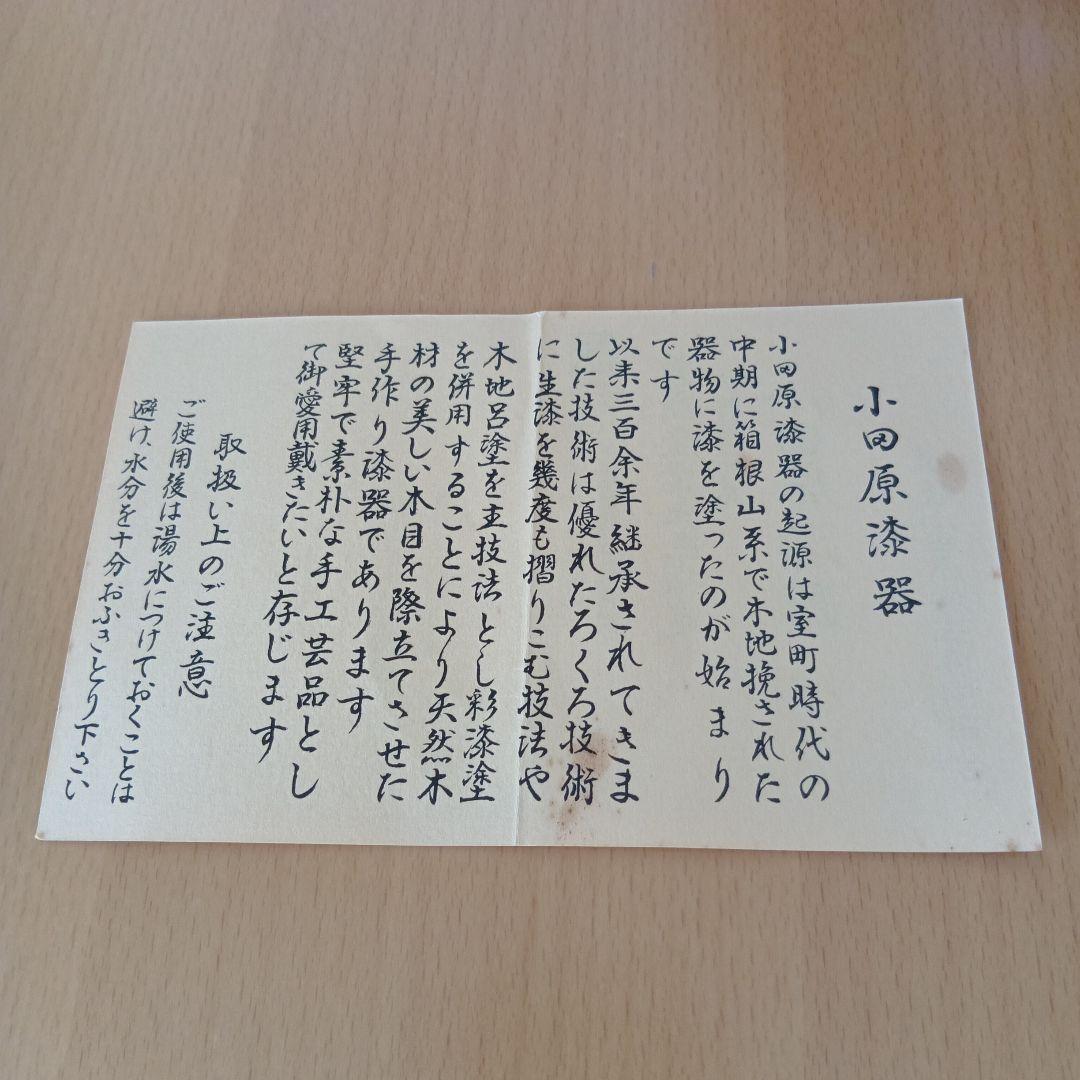 小田原漆器
小田原漆器の起源は室町時代の
中期に箱根山系で木地挽された
器物に漆を塗ったのが始まり
です
以来三百余年継承されてきま
した技術は優れたろくろ技術
に生漆を幾度も摺りこむ技法や
木地呂塗を主技法とし彩漆塗
を併用することにより天然木
材の美しい木目を際立てさせた
手作り漆器であります
堅牢で素朴な手工芸品とし
て御愛用戴きたいと存じます
取扱い上のご注意
ご使用後は湯水につけておくことは
避け、水分を十分おふきとり下さい